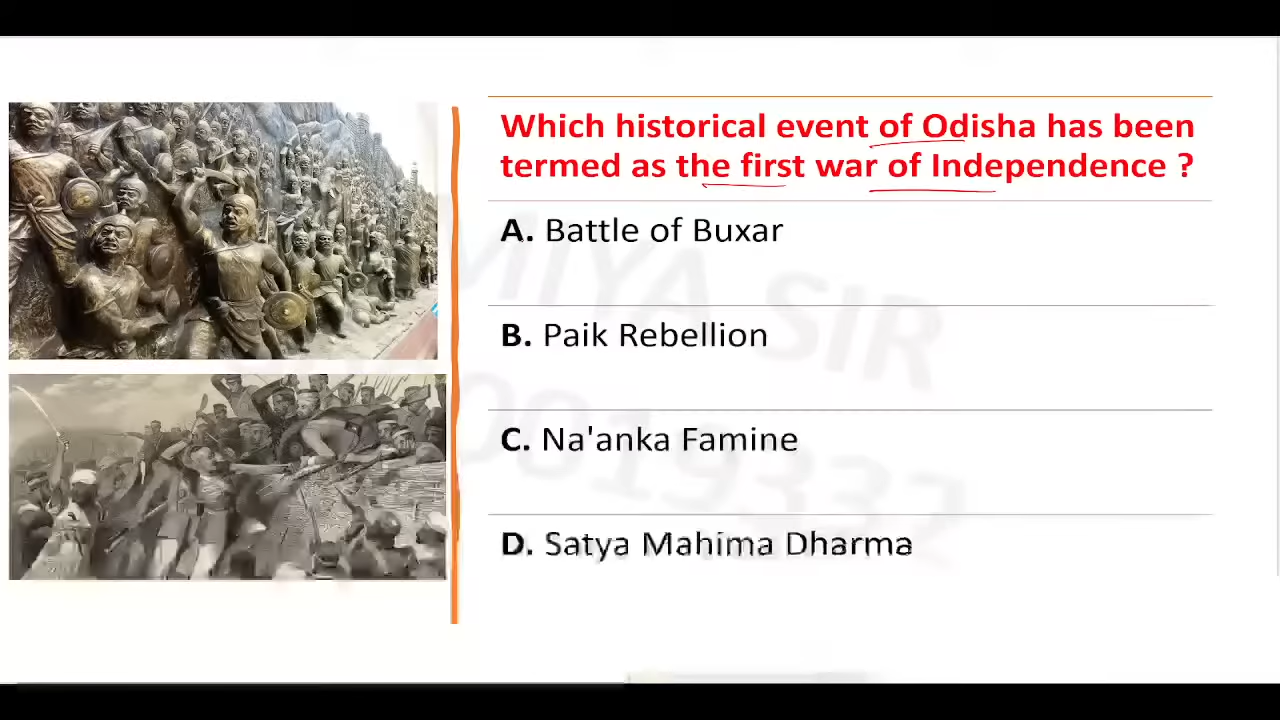 Which historical event of Odisha has been
termed as the first war of Independence ?
A. Battle of Buxar
B. Paik Rebellion
C. Na'anka Famine
D. Satya Mahima Dharma